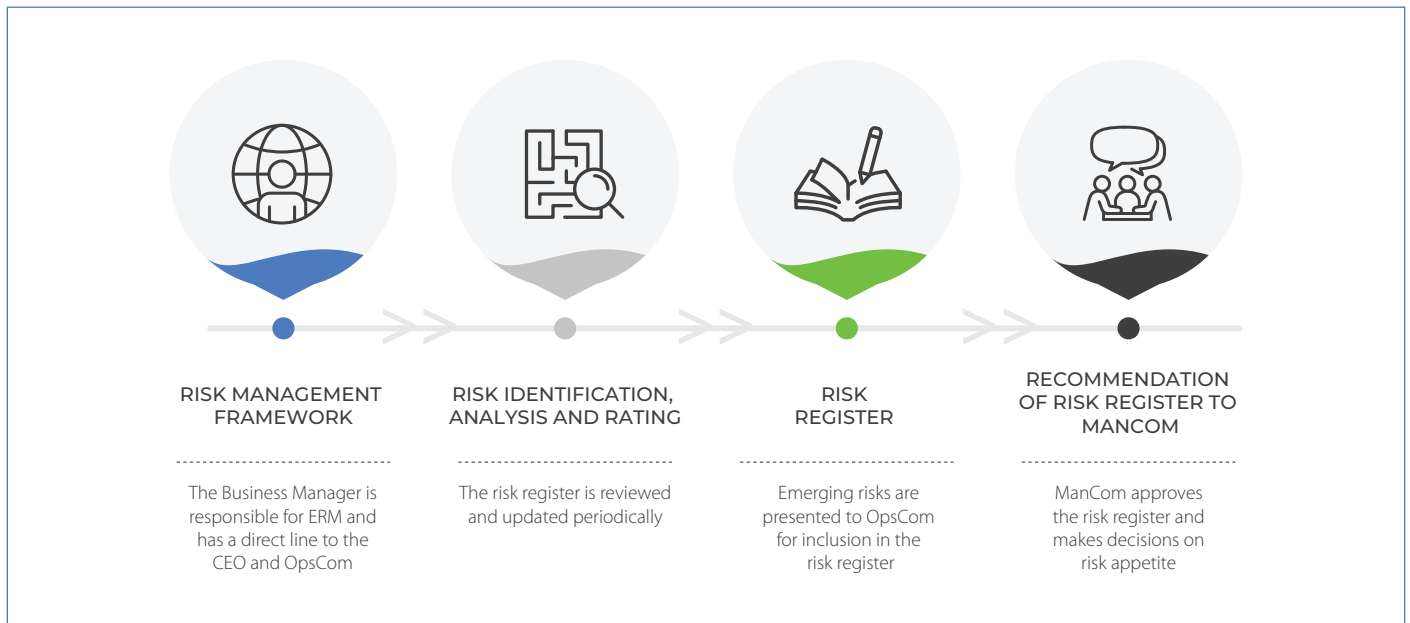 RISK MANAGEMENT
FRAMEWORK
The Business Manager is
responsible for ERM and
has a direct line to the
CEO and OpsCom
RISK IDENTIFICATION,
ANALYSIS AND RATING
The risk register is reviewed
and updated periodically
RISK
REGISTER
Emerging risks are
presented to OpsCom
for inclusion in the
risk register
RECOMMENDATION
OF RISK REGISTER TO
MANCOM
ManCom approves
the risk register and
makes decisions on
risk appetite